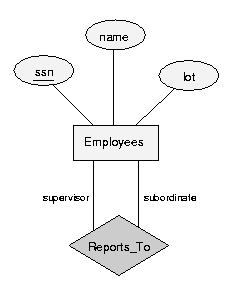 name
ssn
lot
Employees
supervisor subordinate
Reports_To